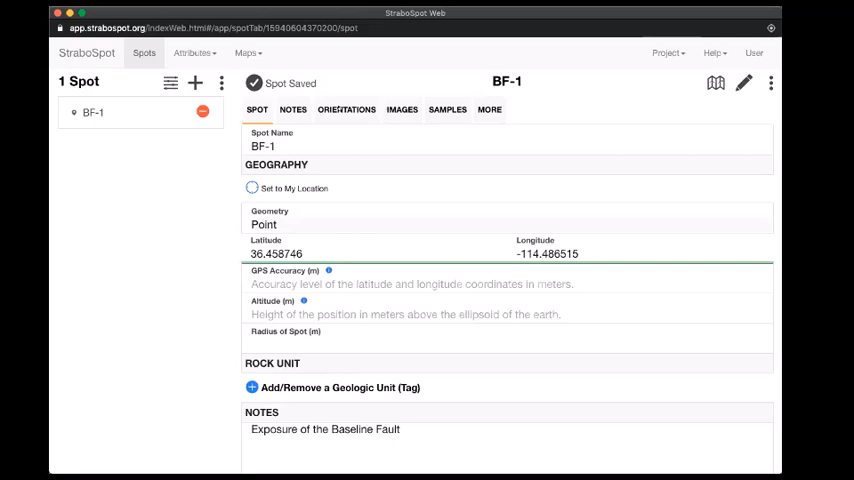 StraboSpot Web
app.strabospot.org/indexWeb.html#/app/spotTab/15940604370200/spot
StraboSpot Spots Attributes Maps Project Help User
1 Spot
Spot Saved
BF-1
BF-1
SPOT NOTES ORIENTATIONS IMAGES SAMPLES MORE
Spot Name
BF-1
GEOGRAPHY
Set to My Location
Geometry
Point
Latitude Longitude
36.458746 -114.486515
GPS Accuracy (m)
Accuracy level of the latitude and longitude coordinates in meters.
Altitude (m)
Height of the position in meters above the ellipsoid of the earth.
Radius of Spot (m)
ROCK UNIT
Add/Remove a Geologic Unit (Tag)
NOTES
Exposure of the Baseline Fault